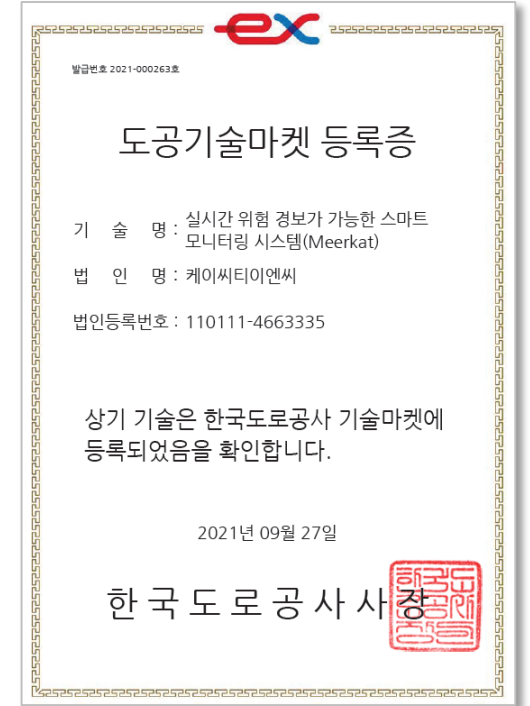 ex
발급번호 2021-000263호
도공기술마켓 등록증
기 술 명 : 실시간 위험 경보가 가능한 스마트
모니터링 시스템(Meerkat)
법 인 명 : 케이씨티이엔씨
법인등록번호 : 110111-4663335
상기 기술은 한국도로공사 기술마켓에
등록되었음을 확인합니다.
2021년 09월 27일
한국도로공사사장